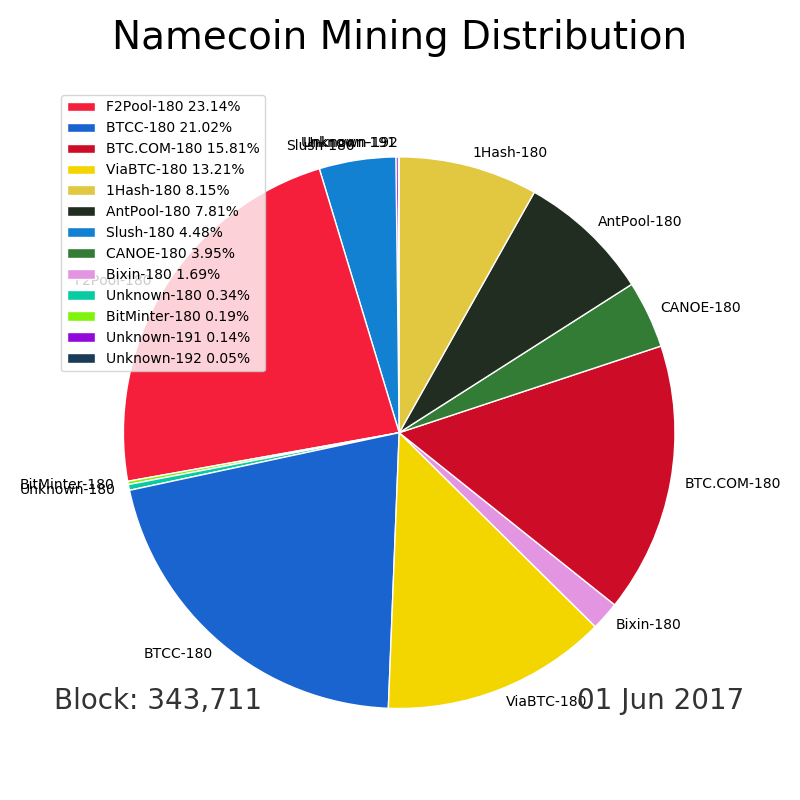 Namecoin Mining Distribution
F2Pool-180 23.14%
BTCC-180 21.02%
BTC.COM-180 15.81%
ViaBTC-180 13.21%
1Hash-180 8.15%
AntPool-180 7.81%
Slush-180 4.48%
CANOE-180 3.95%
Bixin-180 1.69%
Unknown-180 0.34%
BitMinter-180 0.19%
Unknown-191 0.14%
Unknown-192 0.05%
Unknown-191
Unknown-192
Slush-180
1Hash-180
AntPool-180
F2Pool-180
CANOE-180
BTC.COM-180
BitMinter-180
Unknown-180
Bixin-180
BTCC-180
ViaBTC-180
Block: 343,711
01 Jun 2017